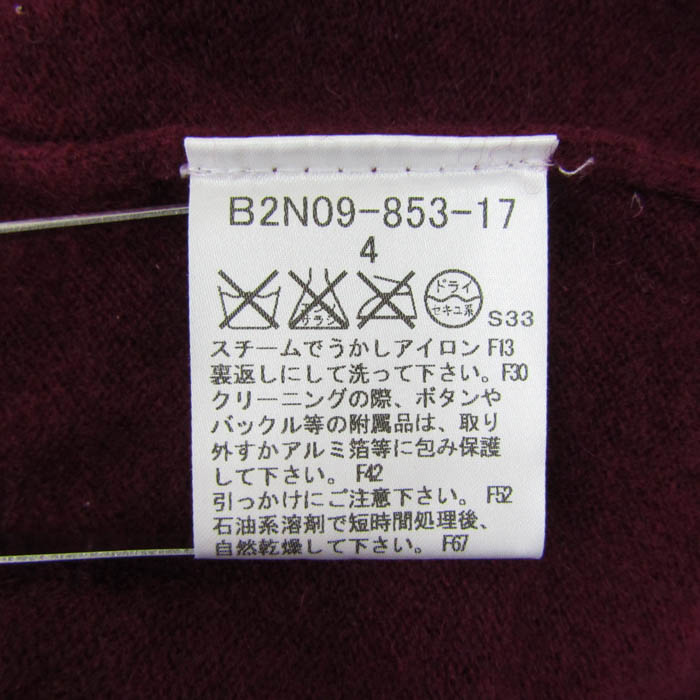 B2N09-853-17
4
エンソ
サラシ
ドライ
セキユ系
S33
スチームでうかしアイロン F13
裏返しにして洗って下さい。F30
クリーニングの際、ボタンや
バックル等の附属品は、取り
外すかアルミ箔等に包み保護
して下さい。 F42
引っかけにご注意下さい。 F52
石油系溶剤で短時間処理後、
自然乾燥して下さい。 F67